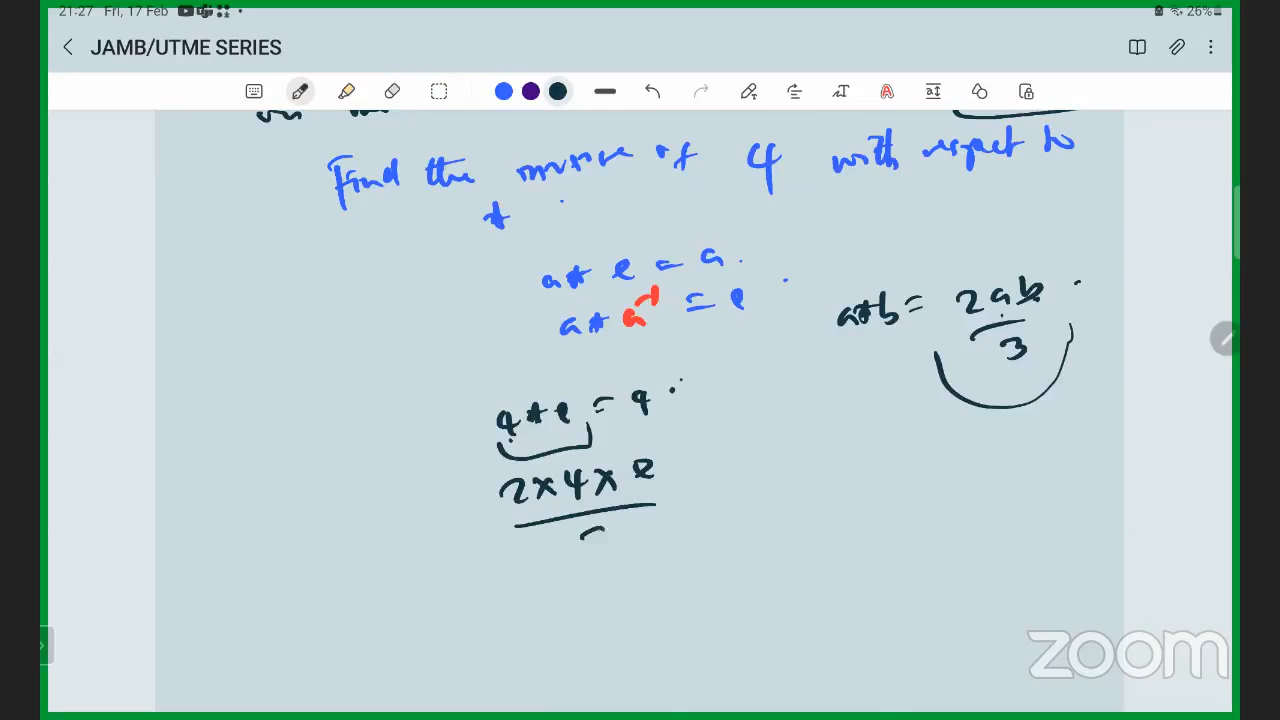 21:27 Fri, 17 Feb
26%
JAMB/UTME SERIES
Find the inverse of 4 with respect to
*
a * e = a
a * a⁻¹ = e
a*b = 2ab
3
4 * e = 4
2 x 4 x e
zoom